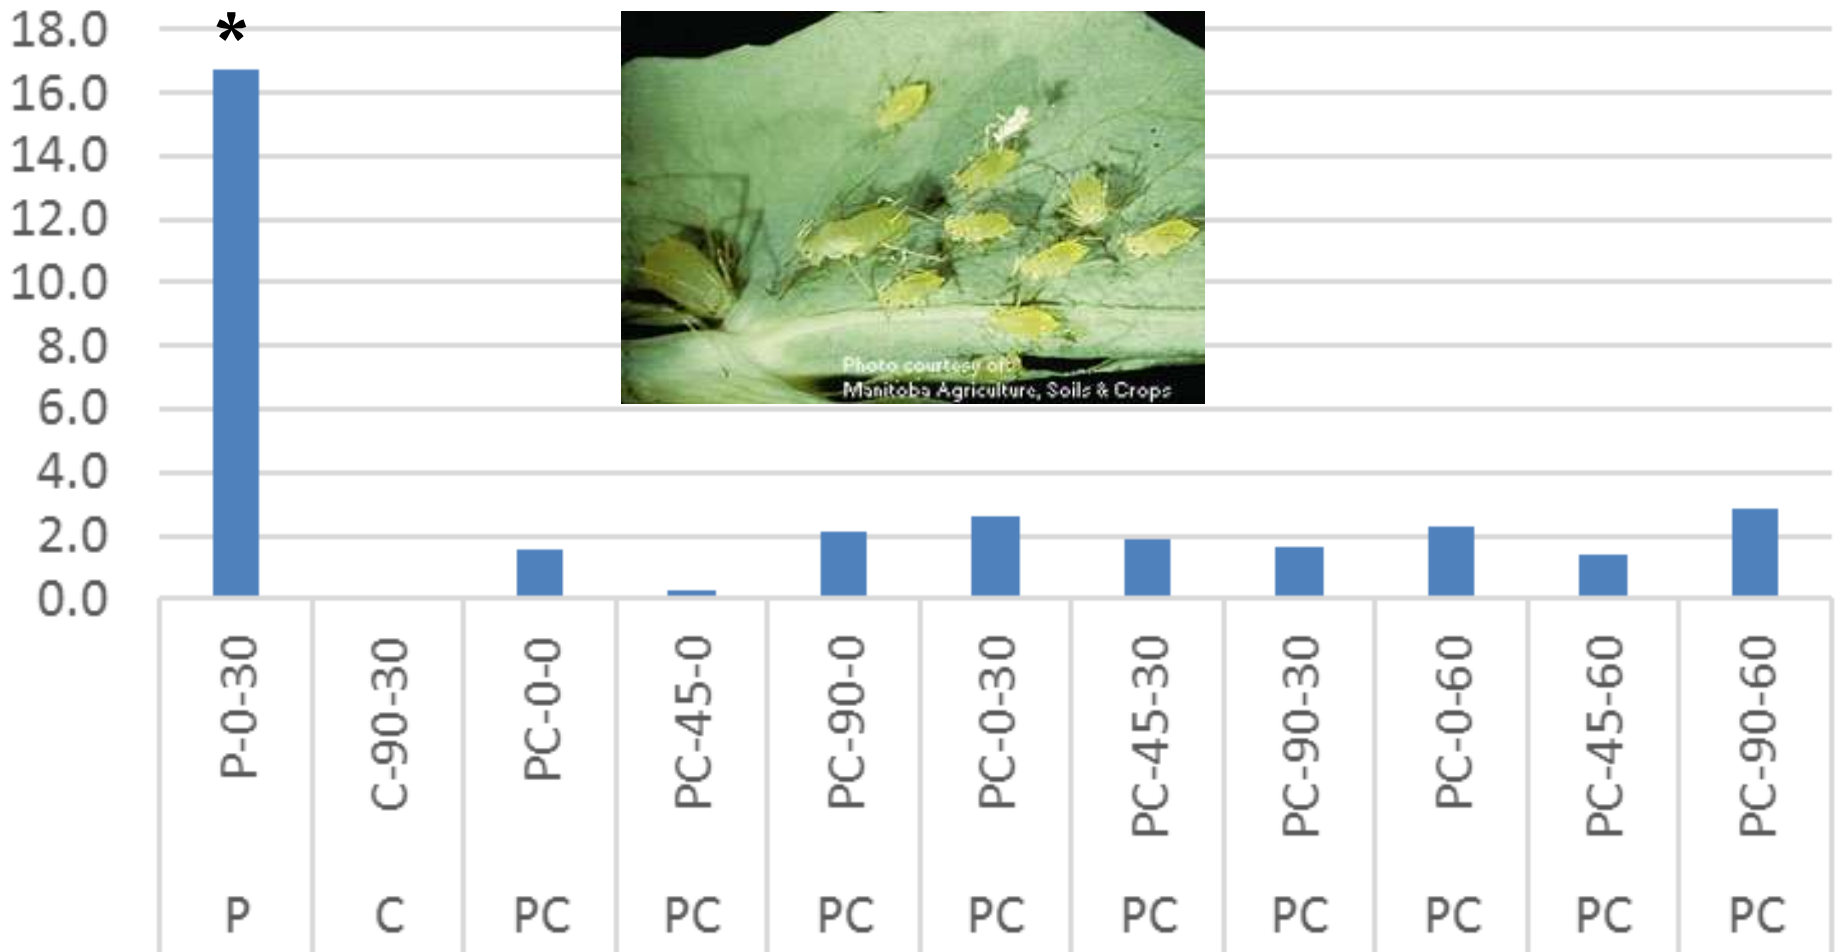 18.0
16.0
14.0
12.0
10.0
8.0
6.0
4.0
2.0
0.0
*
Photo courtesy of:
Manitoba Agriculture, Soils & Crops
P-0-30
C-90-30
PC-0-0
PC-45-0
PC-90-0
PC-0-30
PC-45-30
PC-90-30
PC-0-60
PC-45-60
PC-90-60
P C PC PC PC PC PC PC PC PC PC